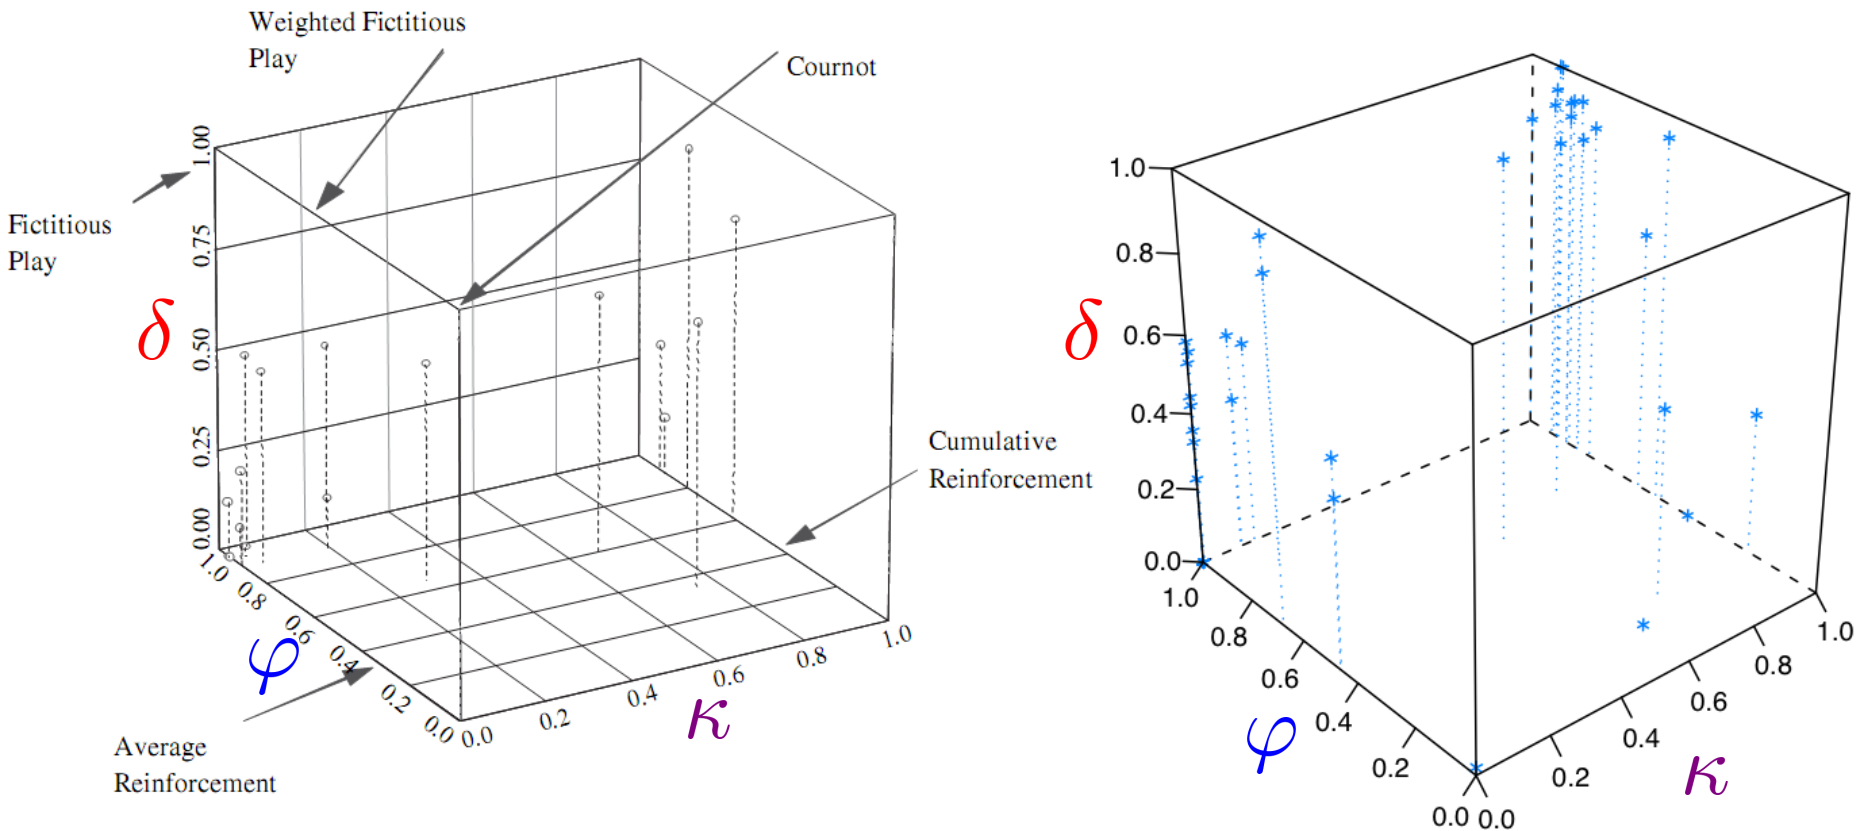 Weighted Fictitious
Play
Cournot
Fictitious
Play
Cumulative
Reinforcement
Average
Reinforcement
δ
1.00
0.75
0.50
0.25
0.00
φ
1.0
0.8
0.6
0.4
0.2
0.0
κ
0.0
0.2
0.4
0.6
0.8
1.0
δ
1.0
0.8
0.6
0.4
0.2
0.0
φ
1.0
0.8
0.6
0.4
0.2
0.0
κ
0.0
0.2
0.4
0.6
0.8
1.0